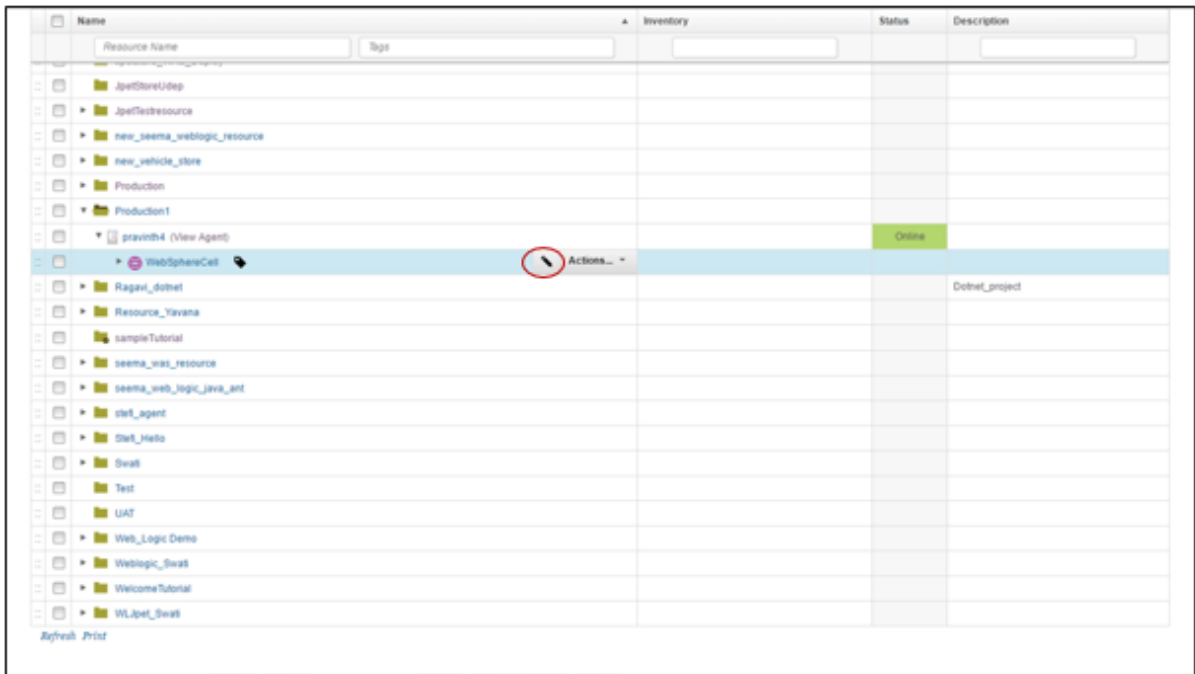 Name Inventory Status Description
Resource Name Tags
JpetStoreUdep
JpetTestresource
new_seema_weblogic_resource
new_vehicle_store
Production
Production1
pravinth4 (View Agent) Online
WebSphereCell Actions...
Ragavi_dotnet Dotnet_project
Resource_Yavana
sampleTutorial
seema_was_resource
seema_web_logic_java_ant
stefi_agent
Stefi_Hello
Swati
Test
UAT
Web_Logic Demo
Weblogic_Swati
WelcomeTutorial
WLJpet_Swati
Refresh Print